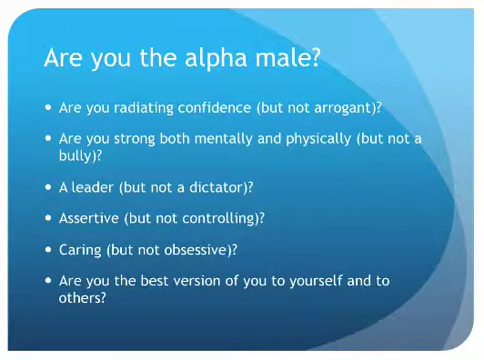 Are you the alpha male?
• Are you radiating confidence (but not arrogant)?
• Are you strong both mentally and physically (but not a
bully)?
• A leader (but not a dictator)?
• Assertive (but not controlling)?
• Caring (but not obsessive)?
• Are you the best version of you to yourself and to
others?